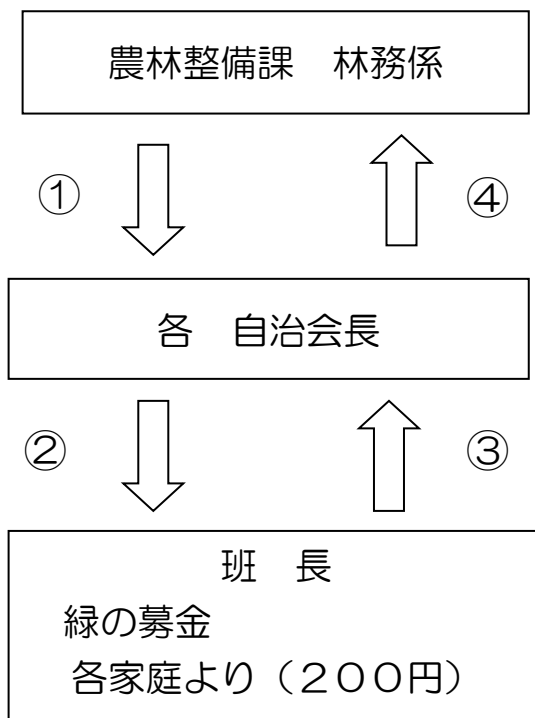 農林整備課　林務係
①
④
各　自治会長
②
③
班　長
緑の募金
各家庭より（２００円）